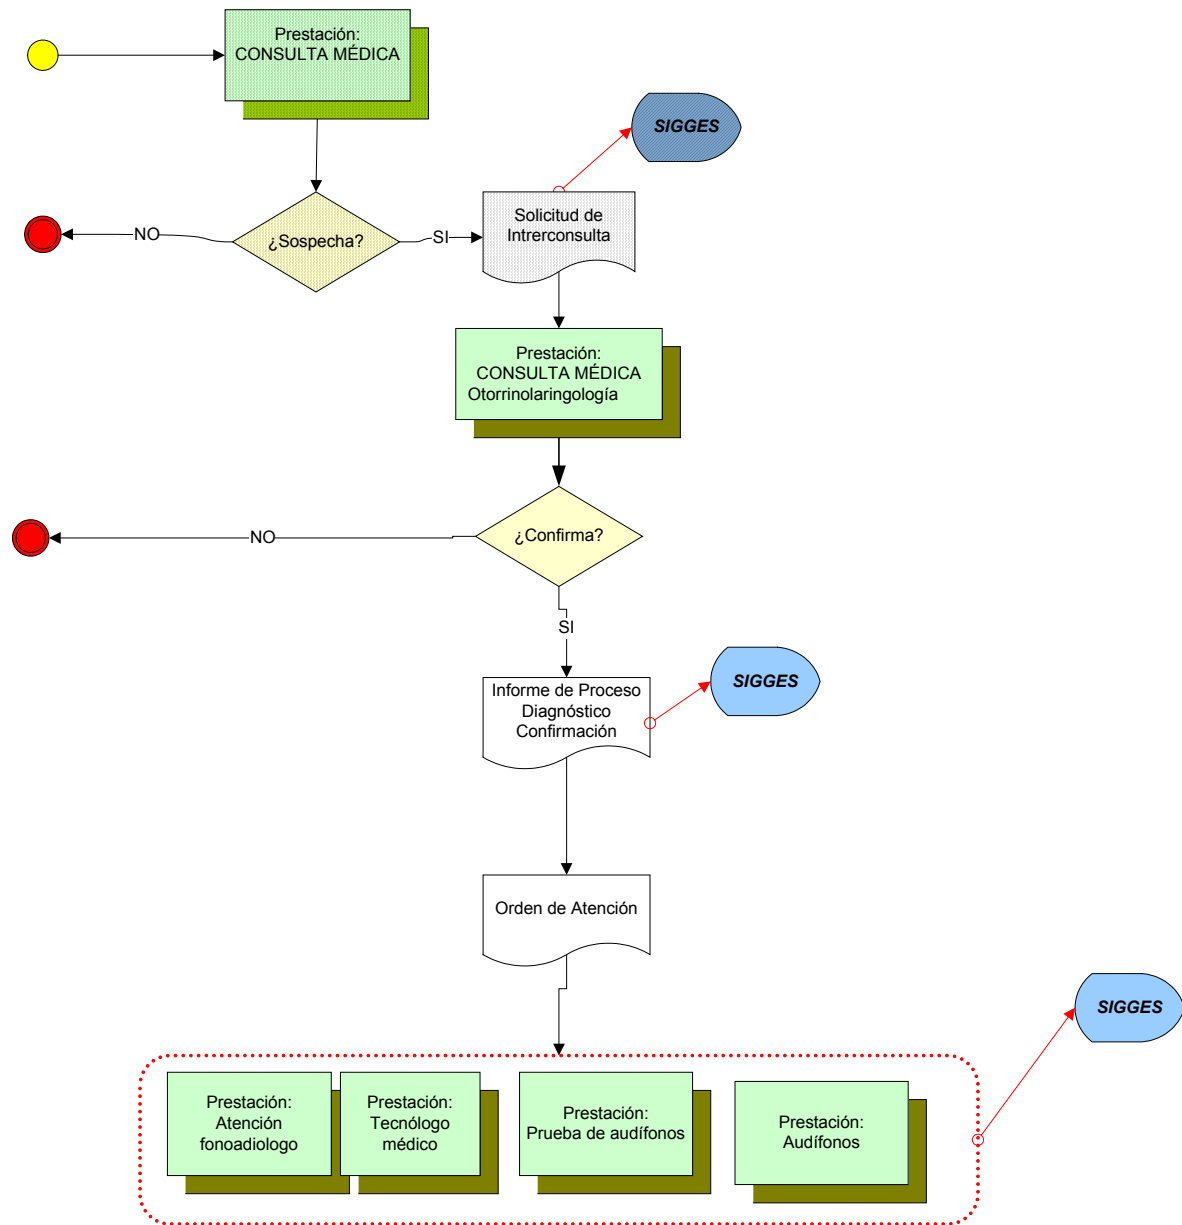 Prestación:
CONSULTA MÉDICA
SIGGES
¿Sospecha?
NO
SI
Solicitud de
Intrerconsulta
Prestación:
CONSULTA MÉDICA
Otorrinolaringología
¿Confirma?
NO
SI
Informe de Proceso
Diagnóstico
Confirmación
SIGGES
Orden de Atención
SIGGES
Prestación:
Atención
fonoadiologo
Prestación:
Tecnólogo
médico
Prestación:
Prueba de audífonos
Prestación:
Audífonos